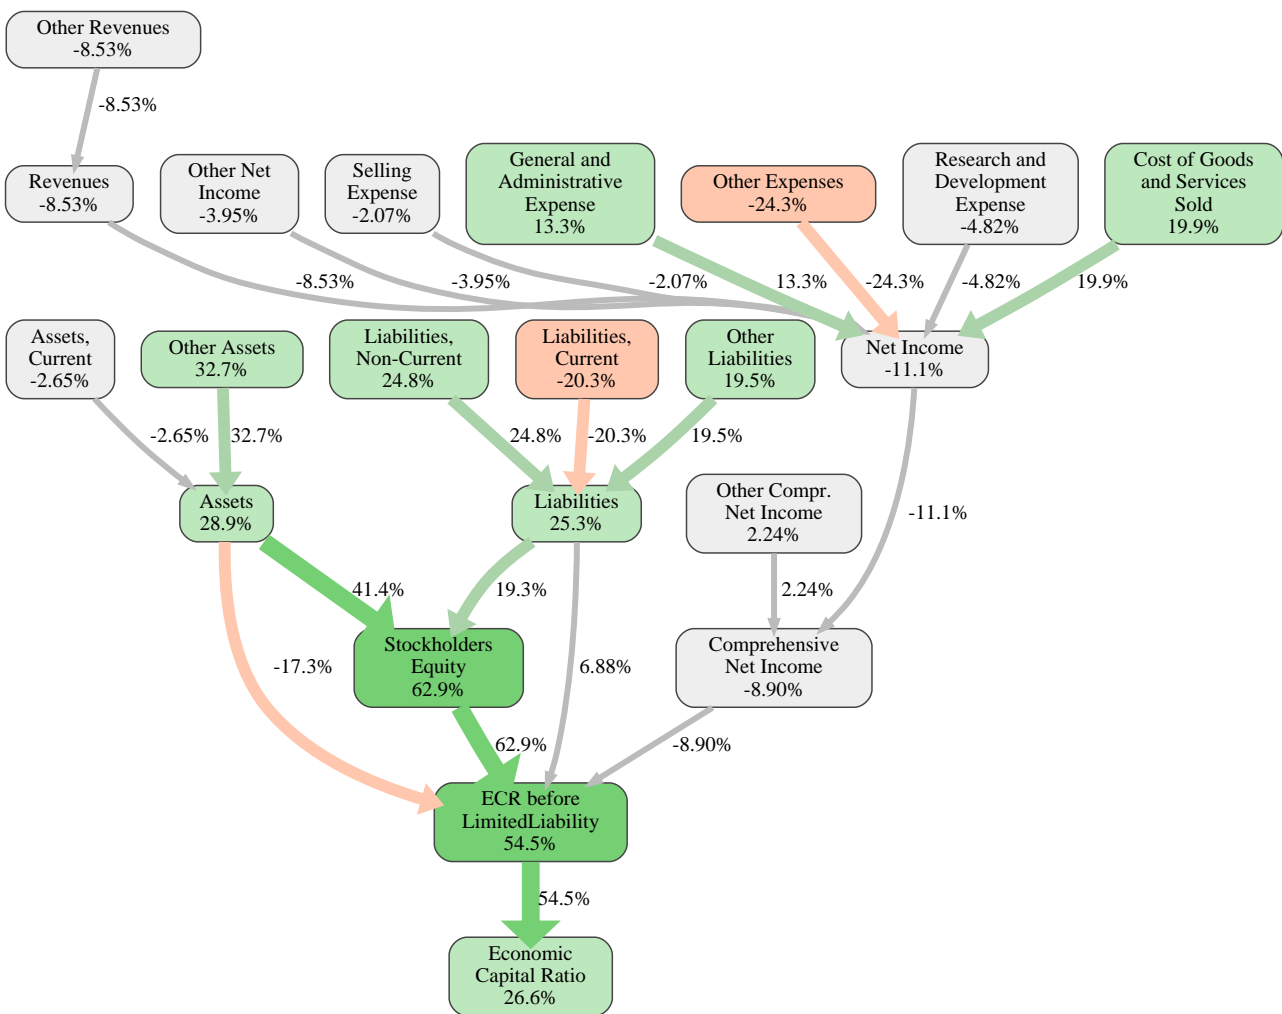 Other Revenues
-8.53%
-8.53%
Revenues
-8.53%
Other Net
Income
-3.95%
Selling
Expense
-2.07%
General and
Administrative
Expense
13.3%
Other Expenses
-24.3%
Research and
Development
Expense
-4.82%
Cost of Goods
and Services
Sold
19.9%
-8.53%
-3.95%
-2.07%
13.3%
-24.3%
-4.82%
19.9%
Assets,
Current
-2.65%
Other Assets
32.7%
Liabilities,
Non-Current
24.8%
Liabilities,
Current
-20.3%
Other
Liabilities
19.5%
Net Income
-11.1%
-2.65%
32.7%
24.8%
-20.3%
19.5%
Assets
28.9%
Liabilities
25.3%
Other Compr.
Net Income
2.24%
-11.1%
41.4%
19.3%
2.24%
Stockholders
Equity
62.9%
Comprehensive
Net Income
-8.90%
-17.3%
6.88%
62.9%
-8.90%
ECR before
LimitedLiability
54.5%
54.5%
Economic
Capital Ratio
26.6%